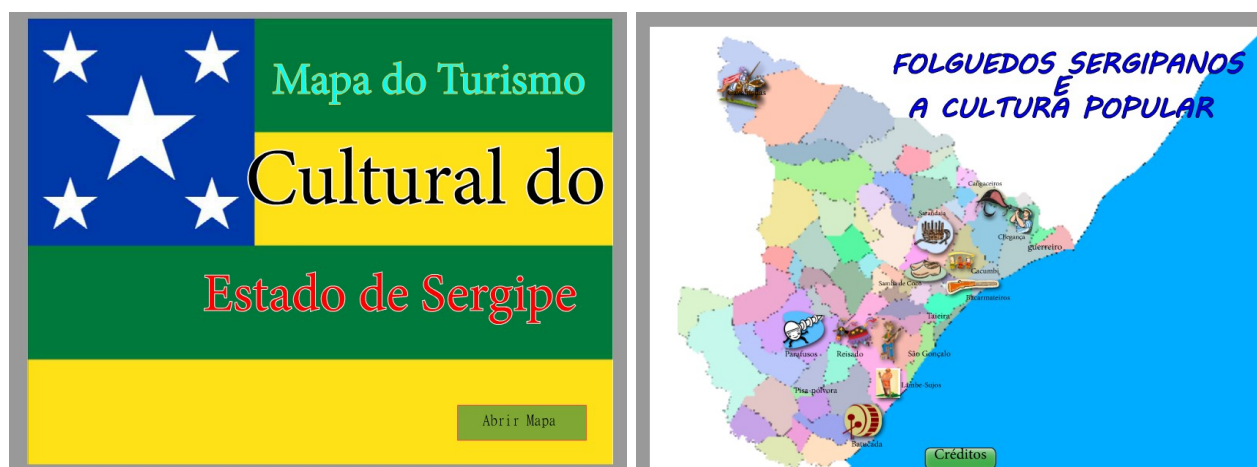 Mapa do Turismo
Cultural do
Estado de Sergipe
Abrir Mapa
FOLGUEDOS SERGIPANOS
E
A CULTURA POPULAR
Cangaceiros
Sarandaia
Chegança
guerreiro
Cacumbi
Samba de Coco
Bacamarteiros
Taieira
Parafusos
Reisado
São Gonçalo
Lambe-Sujos
Pisa-pólvora
Batucada
Créditos